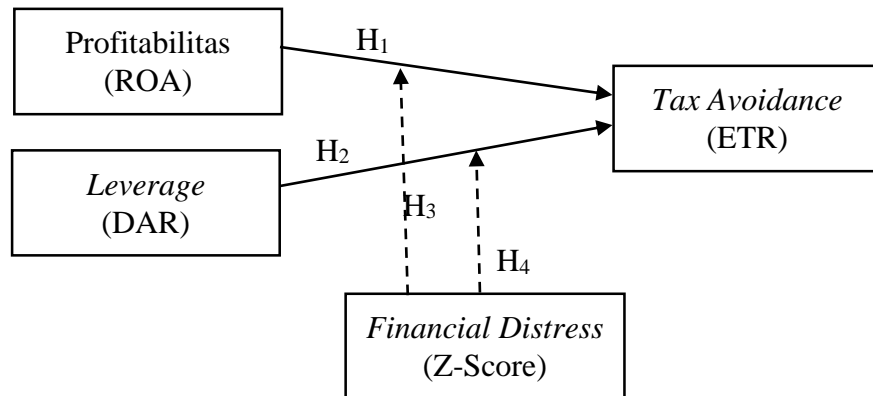 Profitabilitas
(ROA)
H₁
Tax Avoidance
(ETR)
H₂
Leverage
(DAR)
H₃
H₄
Financial Distress
(Z-Score)